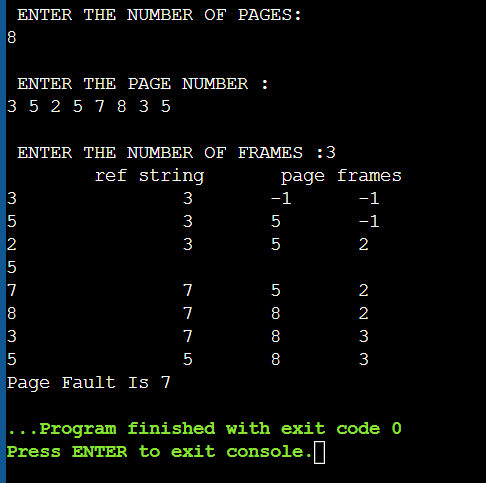 ENTER THE NUMBER OF PAGES:
8
ENTER THE PAGE NUMBER :
3 5 2 5 7 8 3 5
ENTER THE NUMBER OF FRAMES :3
ref string page frames
3 3 -1 -1
5 3 5 -1
2 3 5 2
5
7 7 5 2
8 7 8 2
3 7 8 3
5 5 8 3
Page Fault Is 7
...Program finished with exit code 0
Press ENTER to exit console.